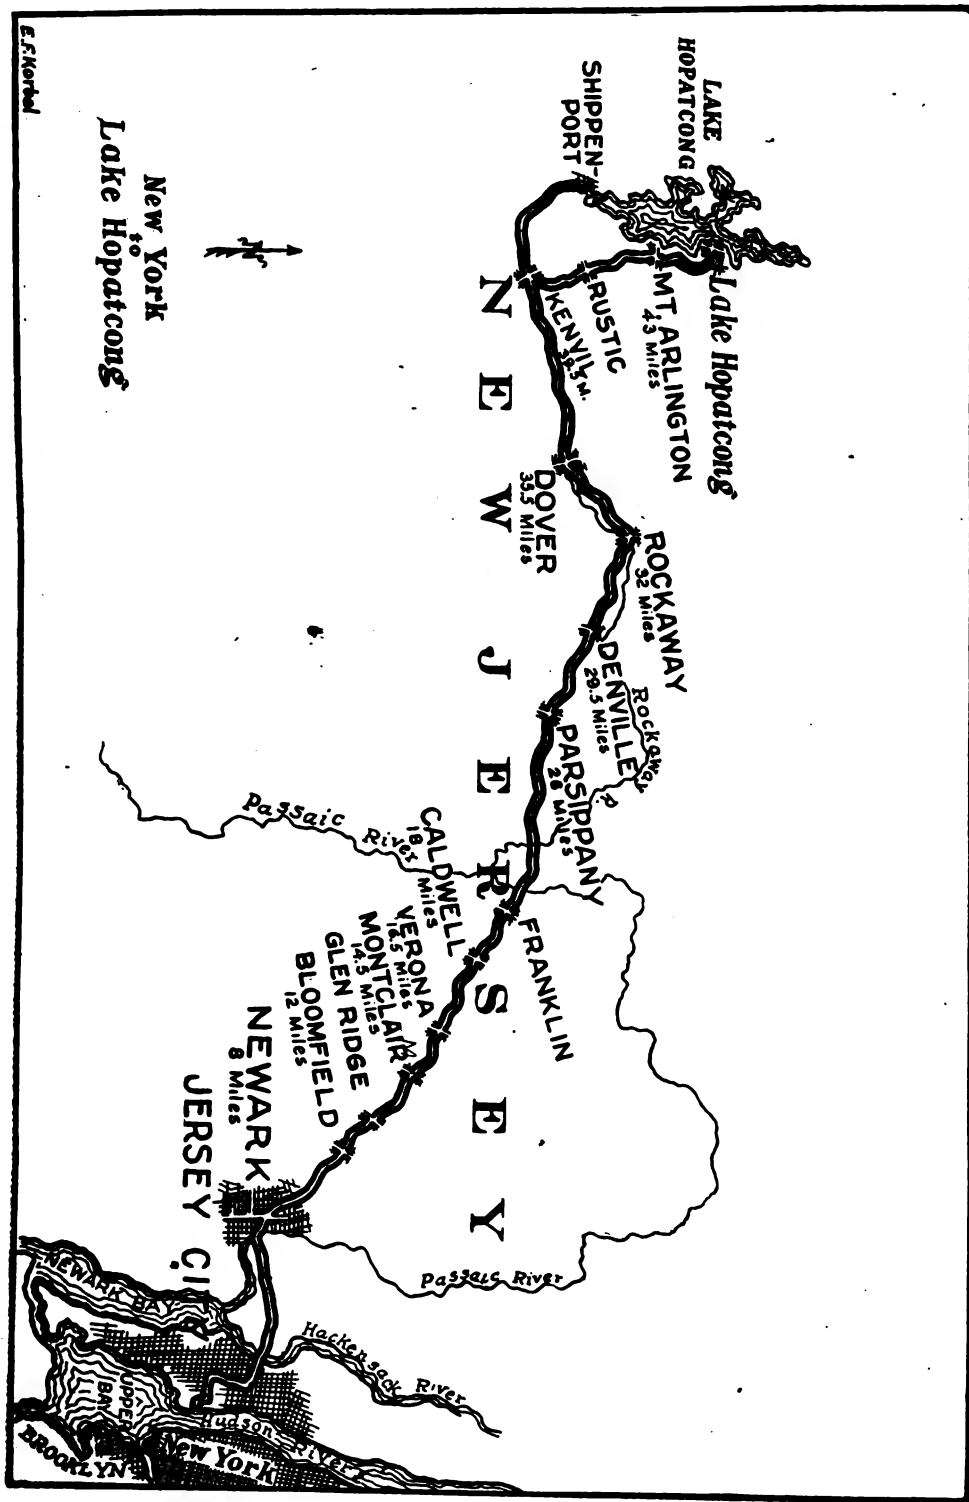 LAKE
HOPATCONG
SHIPPEN-
PORT
Lake Hopatcong
MT. ARLINGTON
43 Miles
RUSTIC
KENVIL
39.5 M.
ROCKAWAY
32 Miles
DOVER
35.5 Miles
Rockaway
R.
DENVILLE
29.5 Miles
PARSIPPANY
26 Miles
NEW JERSEY
FRANKLIN
CALDWELL
18 Miles
VERONA
16.5 Miles
MONTCLAIR
14.5 Miles
GLEN RIDGE
BLOOMFIELD
12 Miles
NEWARK
8 Miles
JERSEY CITY
Passaic River
Passaic River
Hackensack River
NEWARK BAY
UPPER
BAY
Hudson River
New York
BROOKLYN
New York
to
Lake Hopatcong
E.F.Korbel